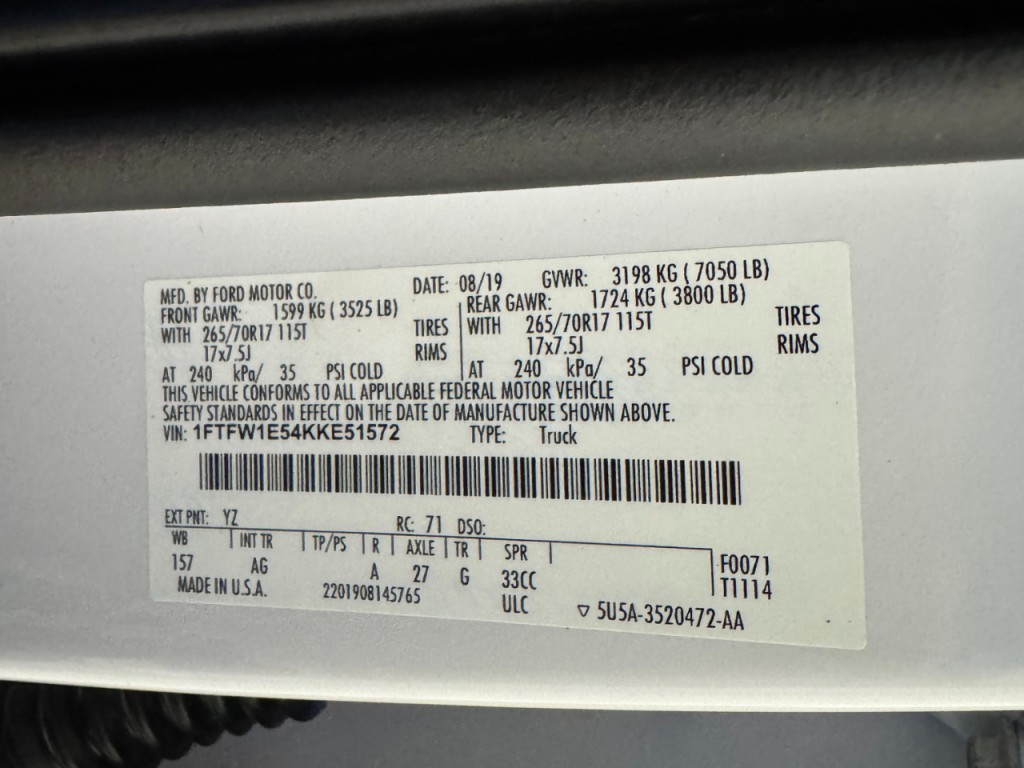 MFD. BY FORD MOTOR CO. DATE: 08/19 GVWR: 3198 KG ( 7050 LB)
FRONT GAWR: 1599 KG ( 3525 LB) REAR GAWR: 1724 KG ( 3800 LB)
WITH 265/70R17 115T TIRES WITH 265/70R17 115T TIRES
17x7.5J RIMS 17x7.5J RIMS
AT 240 kPa/ 35 PSI COLD AT 240 kPa/ 35 PSI COLD
THIS VEHICLE CONFORMS TO ALL APPLICABLE FEDERAL MOTOR VEHICLE
SAFETY STANDARDS IN EFFECT ON THE DATE OF MANUFACTURE SHOWN ABOVE.
VIN: 1FTFW1E54KKE51572 TYPE: Truck
EXT PNT: YZ RC: 71 DSO:
WB INT TR TP/PS R AXLE TR SPR F0071
157 AG A 27 G 33CC T1114
MADE IN U.S.A. 2201908145765 ULC ▽ 5U5A-3520472-AA